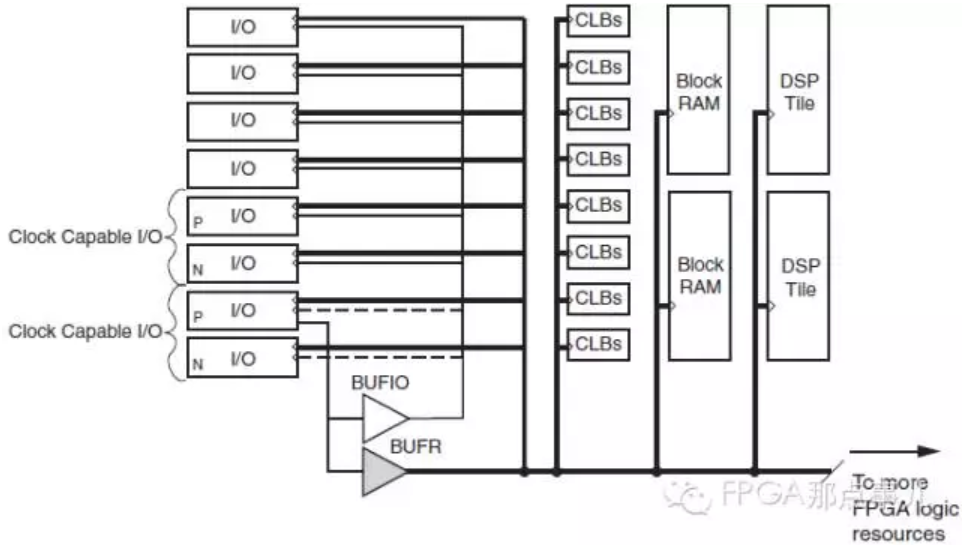 I/O
I/O
I/O
I/O
P I/O
Clock Capable I/O
N I/O
P I/O
Clock Capable I/O
N I/O
BUFIO
BUFR
CLBs
CLBs
CLBs
CLBs
CLBs
CLBs
CLBs
CLBs
Block
RAM
Block
RAM
DSP
Tile
DSP
Tile
To more
FPGA logic
resources
FPGA那点事儿